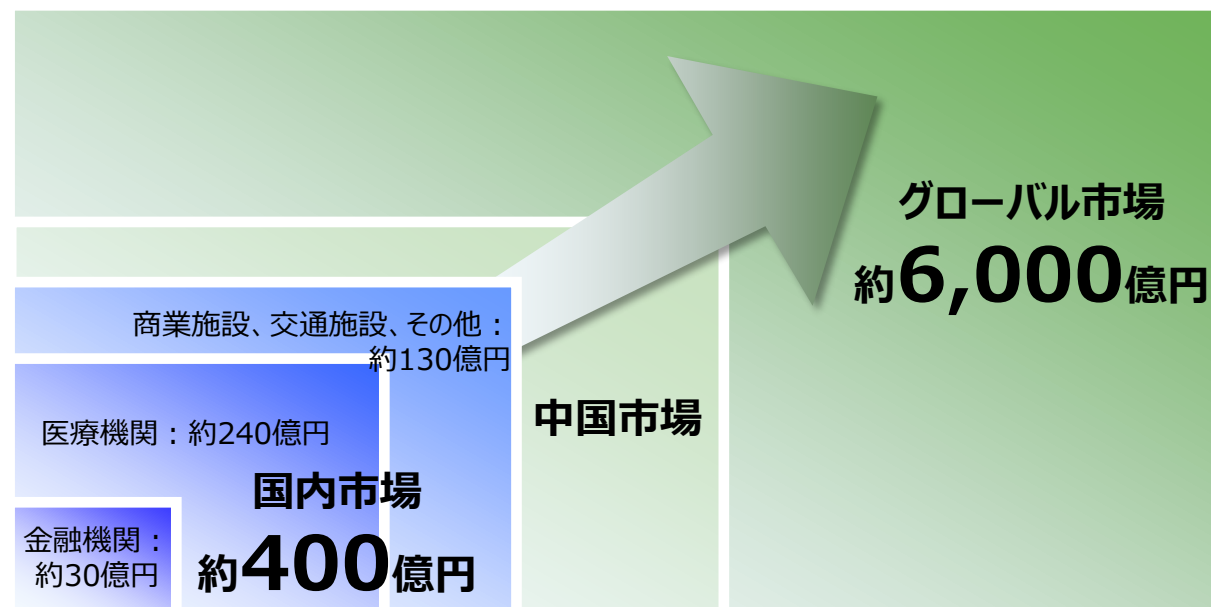 グローバル市場
約6,000億円
商業施設、交通施設、その他：
約130億円
中国市場
医療機関：約240億円
国内市場
約400億円
金融機関：
約30億円